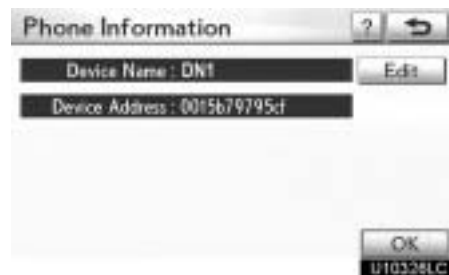 Phone Information ?
Device Name : DN1 Edit
Device Address : 0015b79795cf
OK
U10326LC